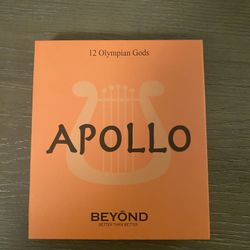 12 Olympian Gods
APOLLO
BEYOND
BETTER THAN BETTER